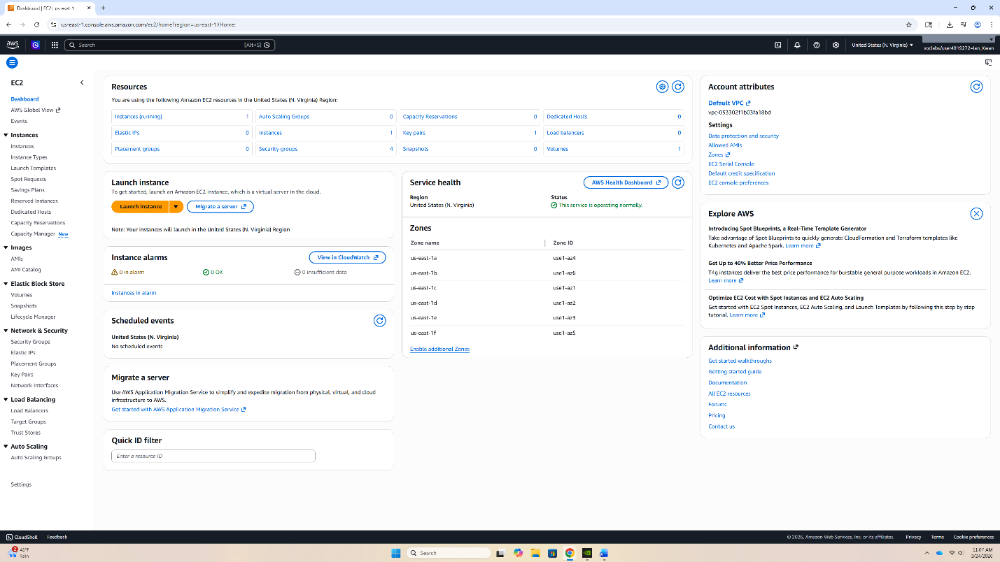 Dashboard | EC2 | us-east-1
us-east-1.console.aws.amazon.com/ec2/home?region=us-east-1#Home:
aws
Search
[Alt+S]
United States (N. Virginia)
voclabs/user4919272=Ian_Kwan
EC2
Dashboard
AWS Global View
Events
Instances
Instances
Instance Types
Launch Templates
Spot Requests
Savings Plans
Reserved Instances
Dedicated Hosts
Capacity Reservations
Capacity Manager New
Images
AMIs
AMI Catalog
Elastic Block Store
Volumes
Snapshots
Lifecycle Manager
Network & Security
Security Groups
Elastic IPs
Placement Groups
Key Pairs
Network Interfaces
Load Balancing
Load Balancers
Target Groups
Trust Stores
Auto Scaling
Auto Scaling Groups
Settings
Resources
You are using the following Amazon EC2 resources in the United States (N. Virginia) Region:
Instances (running) 1 Auto Scaling Groups 0 Capacity Reservations 0 Dedicated Hosts 0
Elastic IPs 0 Instances 1 Key pairs 1 Load balancers 0
Placement groups 0 Security groups 4 Snapshots 0 Volumes 1
Launch instance
To get started, launch an Amazon EC2 instance, which is a virtual server in the cloud.
Launch instance
Migrate a server
Note: Your instances will launch in the United States (N. Virginia) Region
Instance alarms
View in CloudWatch
0 in alarm 0 OK 0 insufficient data
Instances in alarm
Scheduled events
United States (N. Virginia)
No scheduled events
Migrate a server
Use AWS Application Migration Service to simplify and expedite migration from physical, virtual, and cloud
infrastructure to AWS.
Get started with AWS Application Migration Service
Quick ID filter
Enter a resource ID
Service health
AWS Health Dashboard
Region Status
United States (N. Virginia) This service is operating normally.
Zones
Zone name Zone ID
us-east-1a use1-az4
us-east-1b use1-az6
us-east-1c use1-az1
us-east-1d use1-az2
us-east-1e use1-az3
us-east-1f use1-az5
Enable additional Zones
Account attributes
Default VPC
vpc-053302f1b03fa18bd
Settings
Data protection and security
Allowed AMIs
Zones
EC2 Serial Console
Default credit specification
EC2 console preferences
Explore AWS
Introducing Spot Blueprints, a Real-Time Template Generator
Take advantage of Spot Blueprints to quickly generate CloudFormation and Terraform templates like
Kubernetes and Apache Spark. Learn more
Get Up to 40% Better Price Performance
T4g instances deliver the best price performance for burstable general purpose workloads in Amazon EC2.
Learn more
Optimize EC2 Cost with Spot Instances and EC2 Auto Scaling
Get started with EC2 Spot Instances, EC2 Auto Scaling, and Launch Templates by following this step by step
tutorial. Learn more
Additional information
Get started walkthroughs
Getting started guide
Documentation
All EC2 resources
Forums
Pricing
Contact us
CloudShell Feedback
© 2026, Amazon Web Services, Inc. or its affiliates. Privacy Terms Cookie preferences
2
45°F
Rain
Search
11:07 AM
3/24/2026